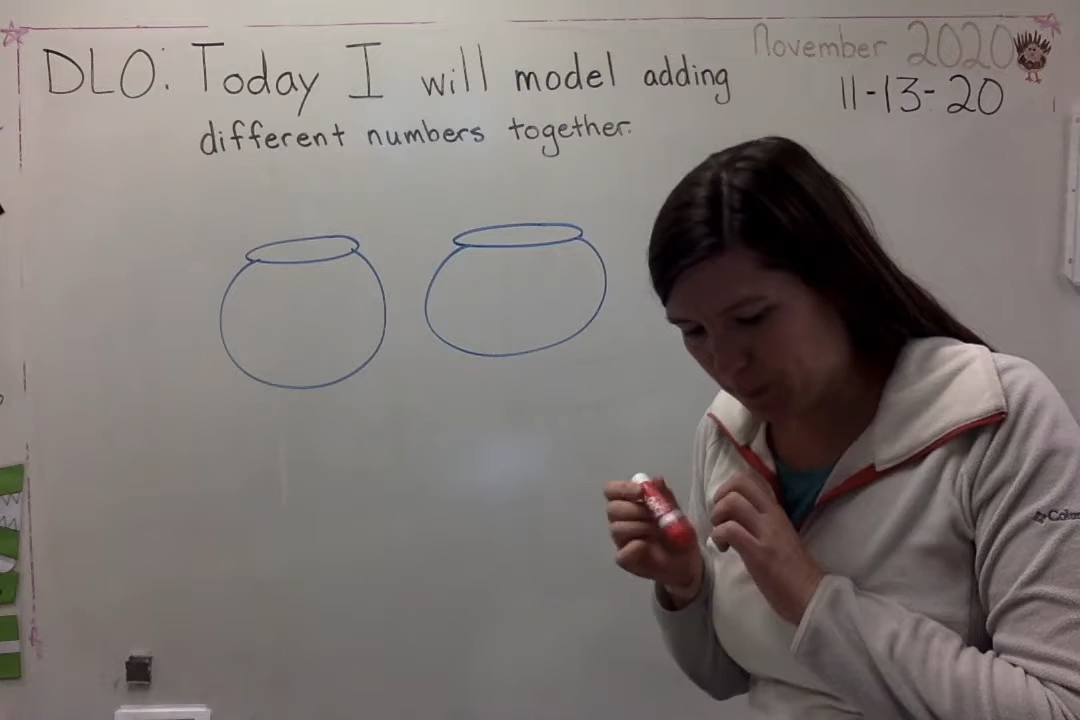 November 2020
DLO: Today I will model adding
11-13-20
different numbers together.